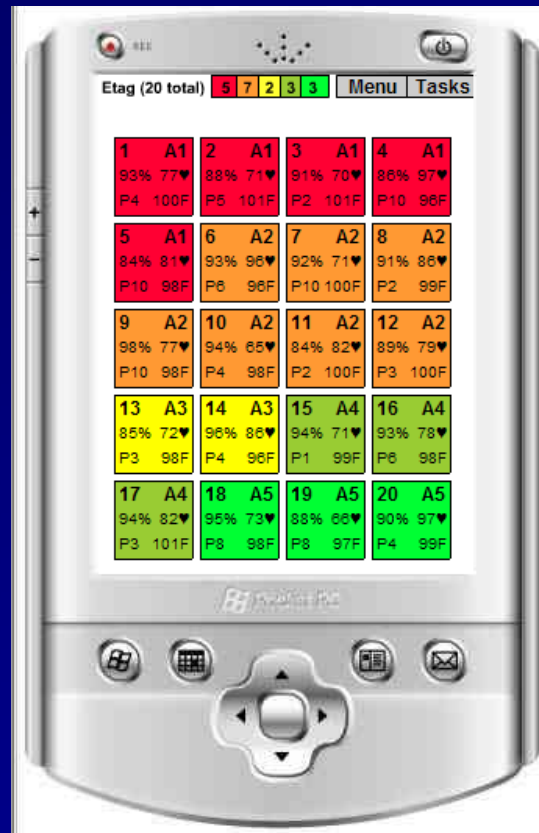 Etag (20 total) 5 7 2 3 3 Menu Tasks
1 A1 2 A1 3 A1 4 A1
93% 77♥ 88% 71♥ 91% 70♥ 86% 97♥
P4 100F P5 101F P2 101F P10 96F
5 A1 6 A2 7 A2 8 A2
84% 81♥ 93% 96♥ 92% 71♥ 91% 86♥
P10 98F P6 96F P10 100F P2 99F
9 A2 10 A2 11 A2 12 A2
98% 77♥ 94% 65♥ 84% 82♥ 89% 79♥
P10 98F P4 98F P2 100F P3 100F
13 A3 14 A3 15 A4 16 A4
85% 72♥ 96% 86♥ 94% 71♥ 93% 78♥
P3 98F P4 96F P1 99F P6 98F
17 A4 18 A5 19 A5 20 A5
94% 82♥ 95% 73♥ 88% 66♥ 90% 97♥
P3 101F P8 98F P8 97F P4 99F